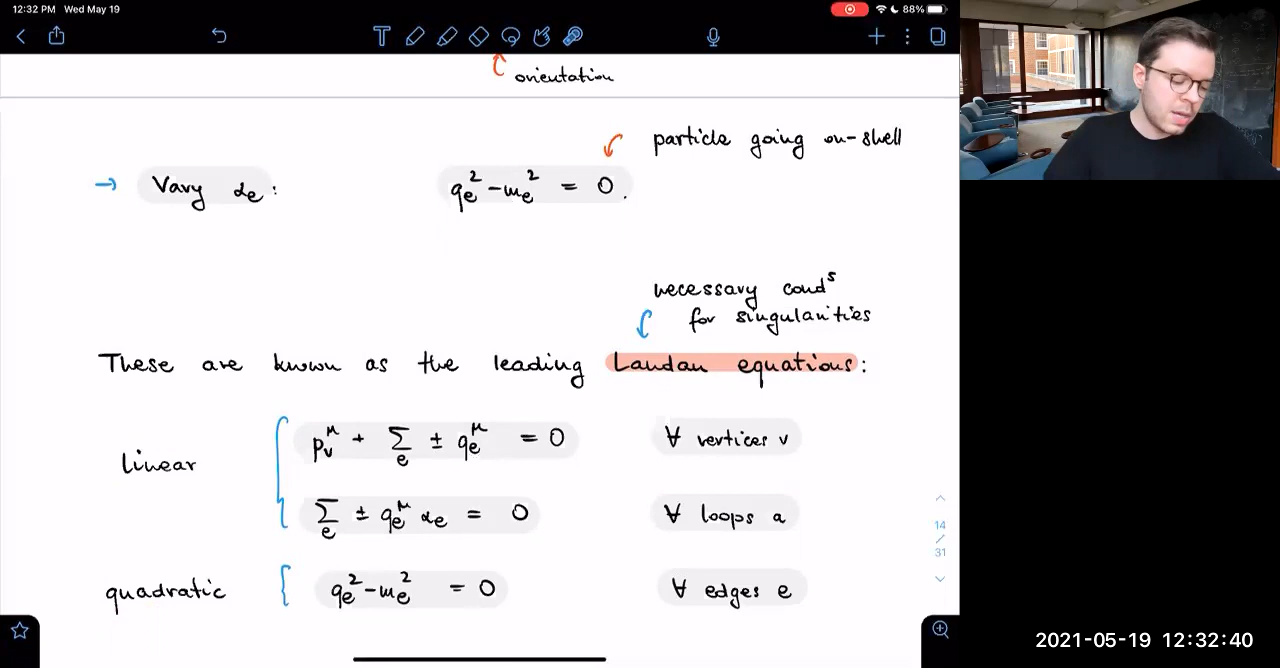 12:32 PM Wed May 19
88%
orientation
particle going on-shell
→ Vary αe: qe² - me² = 0.
necessary cond^s
for singularities
These are known as the leading Landau equations:
linear
pv^μ + Σe ± qe^μ = 0 ∀ vertices v
Σe ± qe^μ αe = 0 ∀ loops a
quadratic { qe² - me² = 0 ∀ edges e
14
/
31
2021-05-19 12:32:40